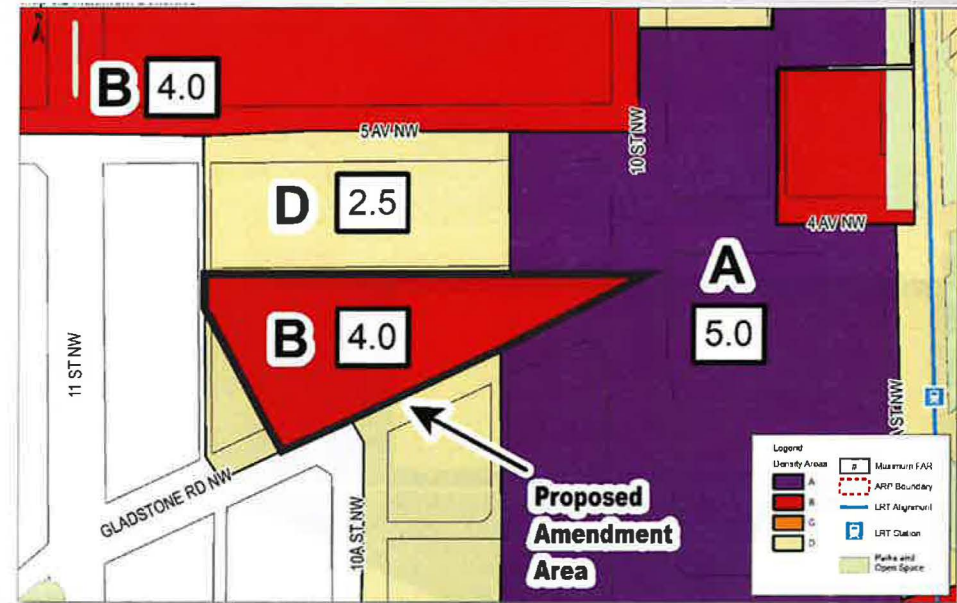 B 4.0
5 AV NW
10 ST NW
D 2.5
4 AV NW
A
5.0
B 4.0
11 ST NW
A ST NW
GLADSTONE RD NW
10A ST NW
Proposed
Amendment
Area
Legend
Density Areas
A
B
C
D
# Maximum FAR
ARP Boundary
LRT Alignment
LRT Station
Parks and
Open Space